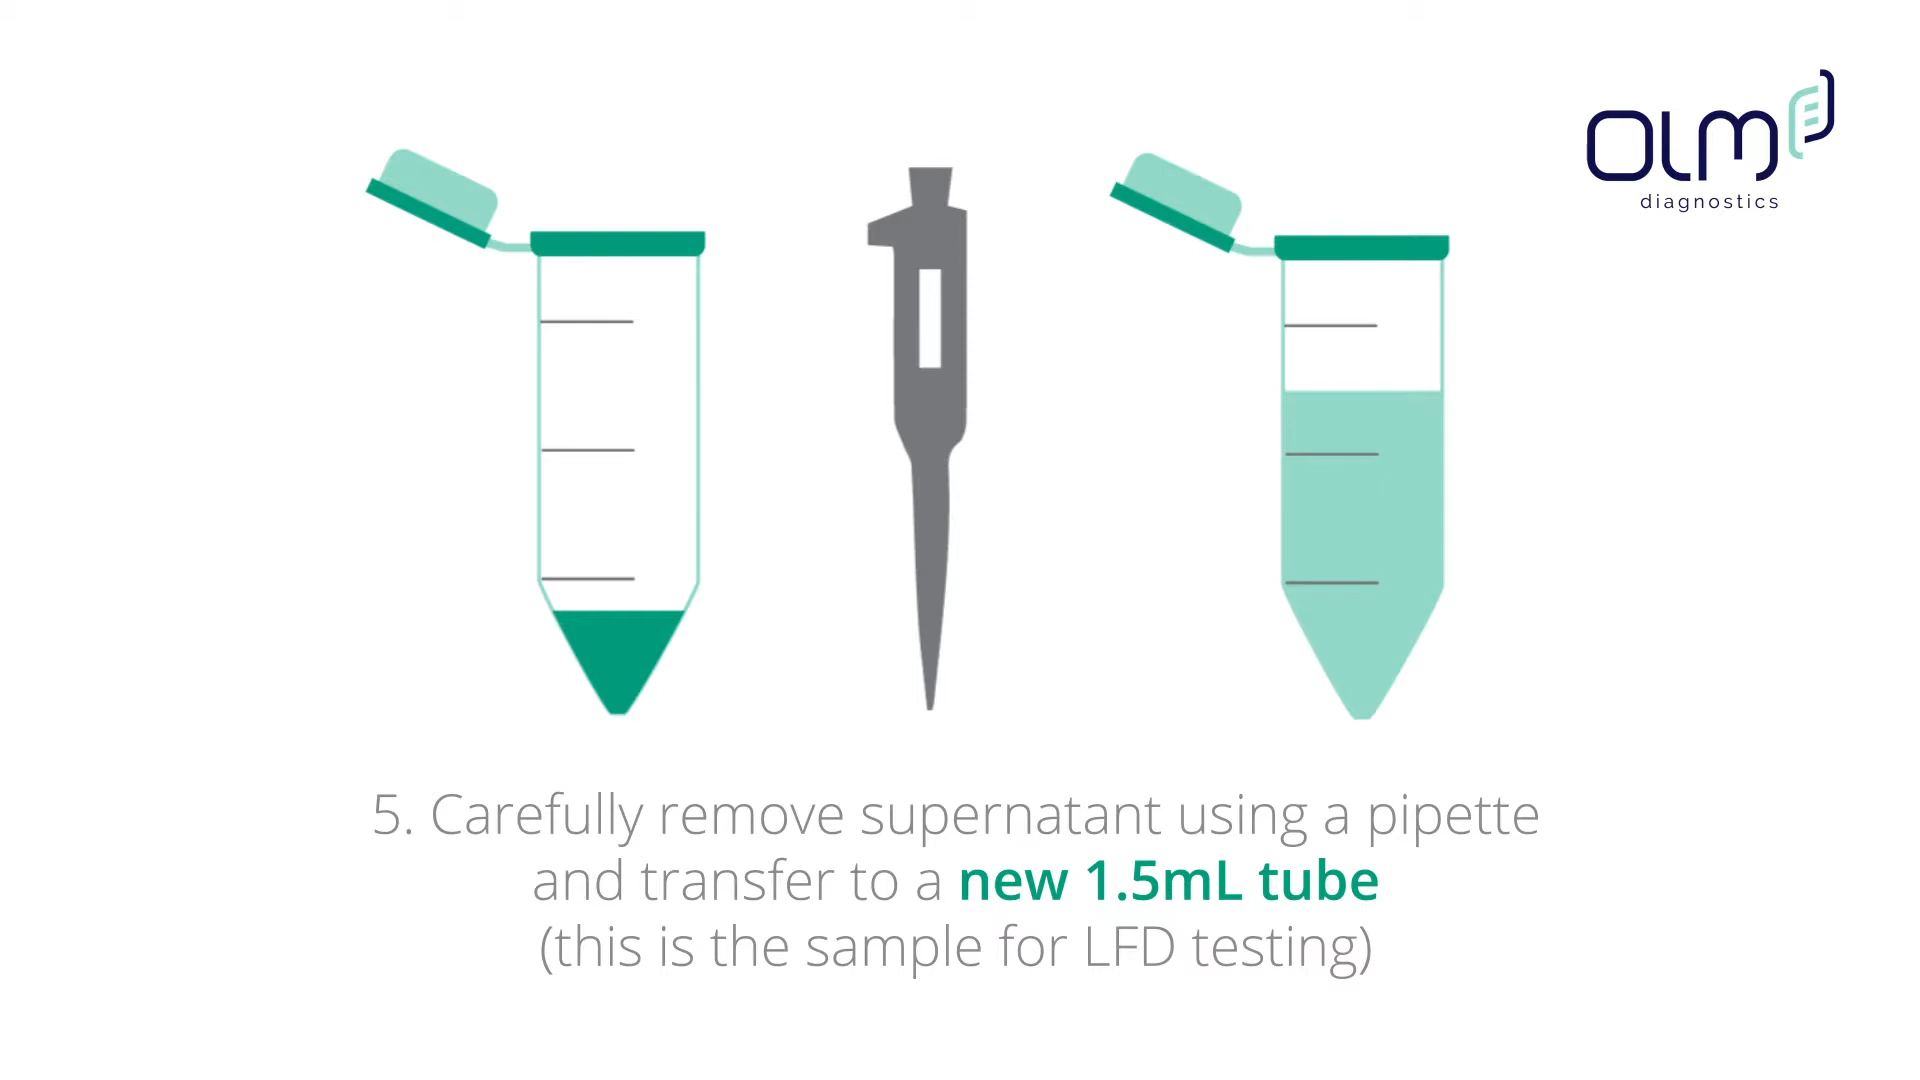 OLM
diagnostics
5. Carefully remove supernatant using a pipette
and transfer to a new 1.5mL tube
(this is the sample for LFD testing)